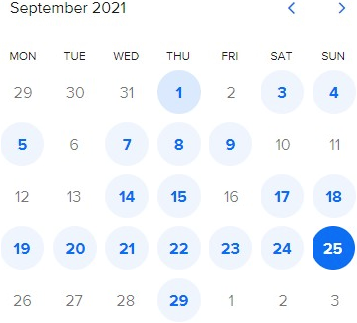 September 2021
MON TUE WED THU FRI SAT SUN
29 30 31 1 2 3 4
5 6 7 8 9 10 11
12 13 14 15 16 17 18
19 20 21 22 23 24 25
26 27 28 29 1 2 3